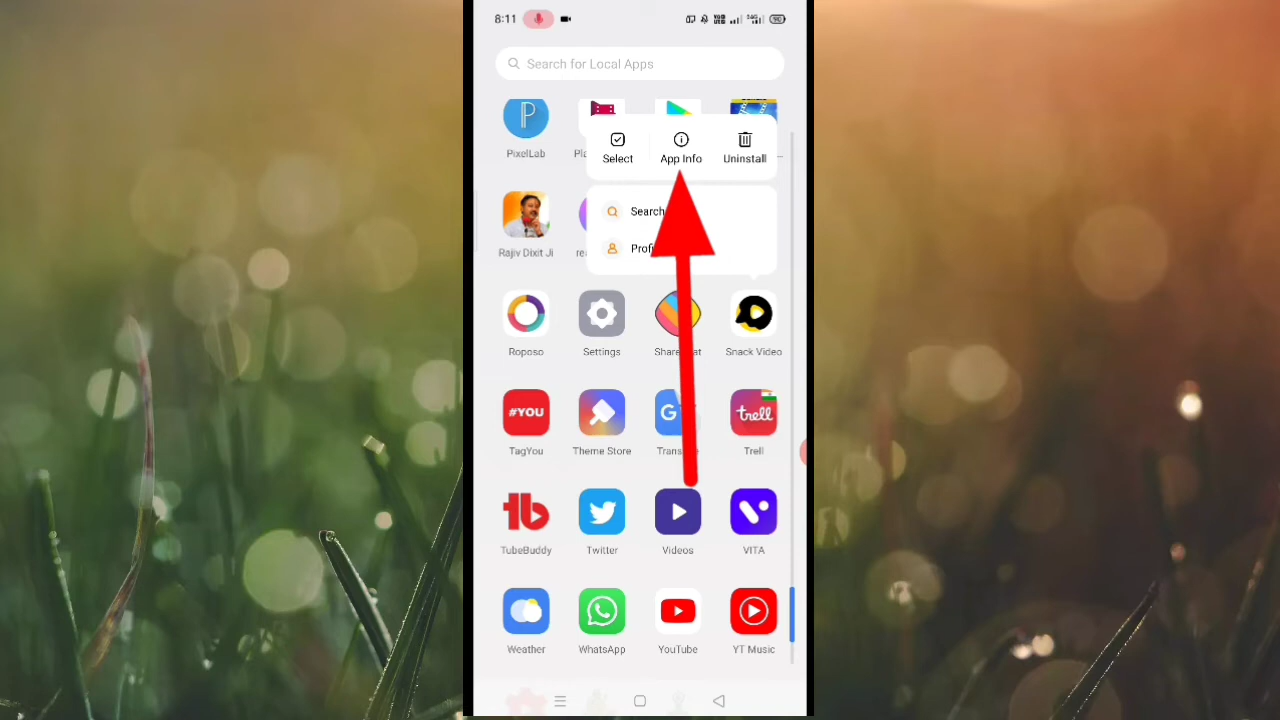 8:11
Search for Local Apps
PixelLab
Select
App Info
Uninstall
Rajiv Dixit Ji
Search
Roposo
Settings
Snack Video
#YOU
trell
TagYou
Theme Store
Trell
TubeBuddy
Twitter
Videos
VITA
Weather
WhatsApp
YouTube
YT Music